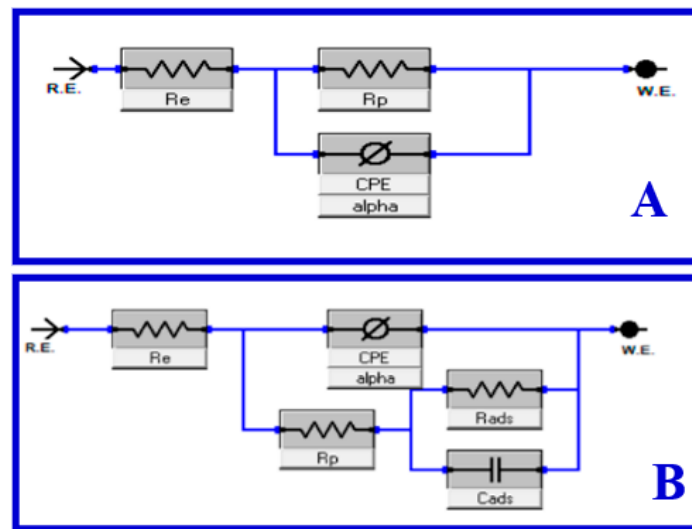 R.E.
Re
Rp
W.E.
CPE
alpha
A
R.E.
Re
CPE
alpha
W.E.
Rads
Rp
Cads
B